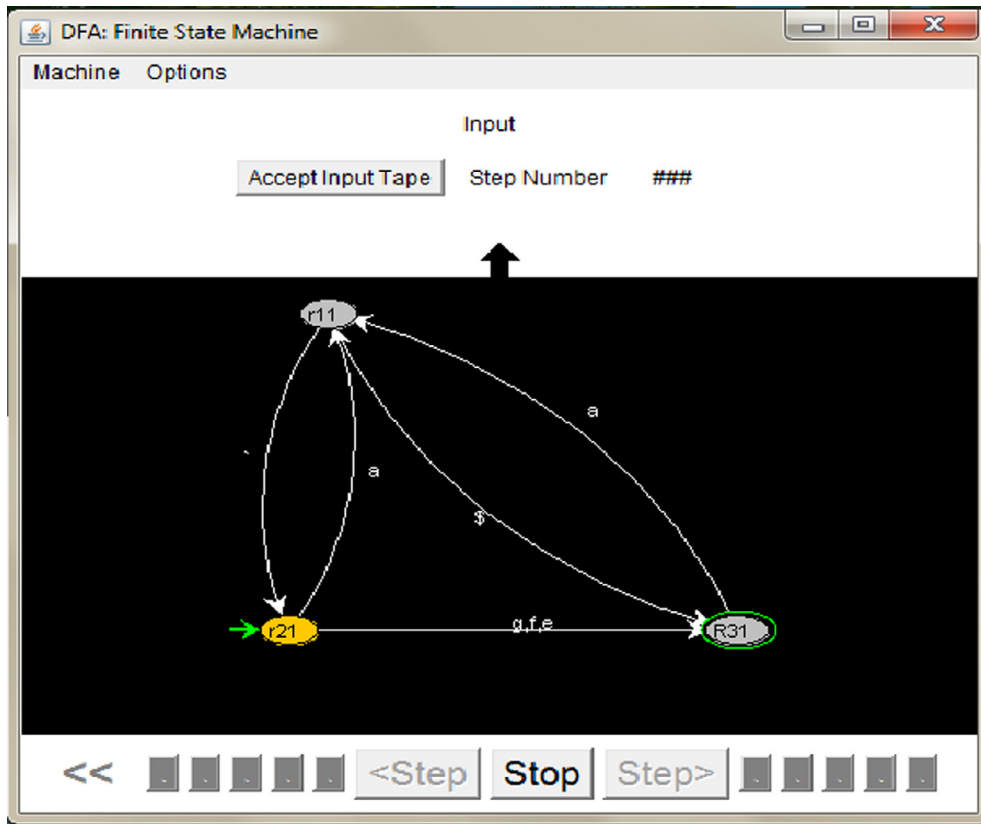 DFA: Finite State Machine
Machine Options
Input
Accept Input Tape Step Number ###
r11
a
a
$
r21 g,f,e R31
<< <Step Stop Step>